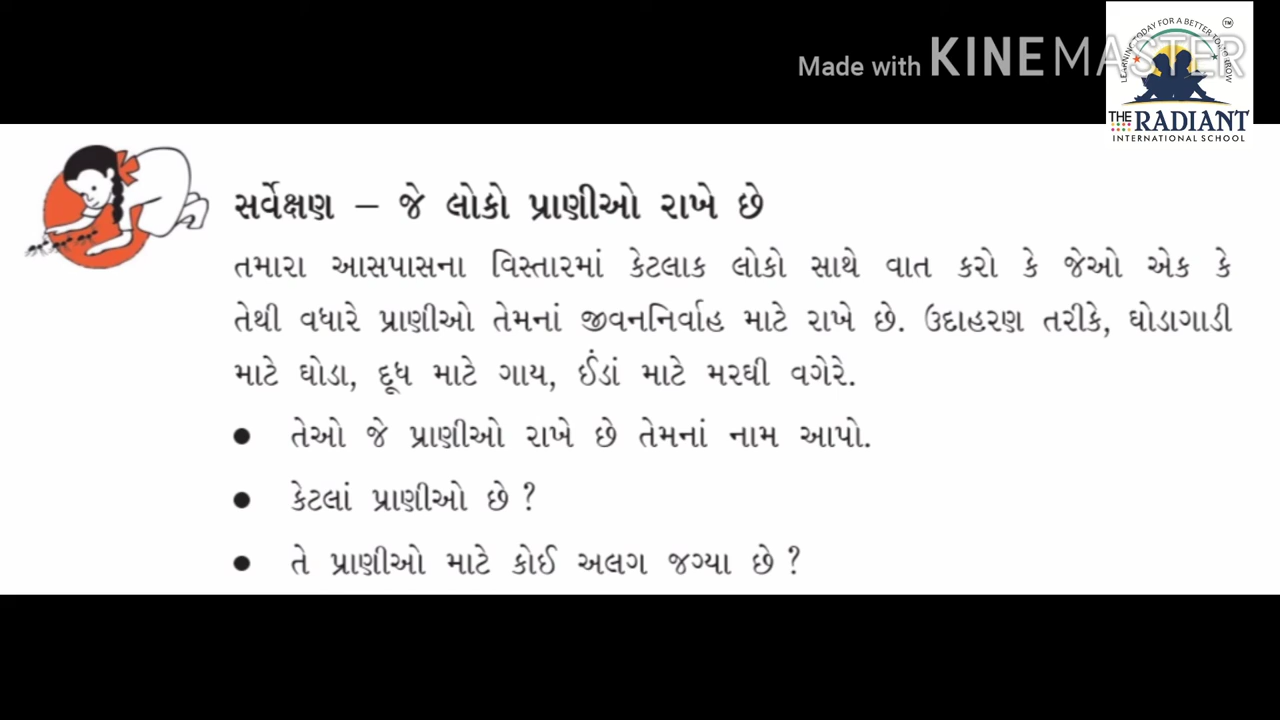 Made with KINEMASTER
LEARNING TODAY FOR A BETTER TOMORROW
TM
THE RADIANT
INTERNATIONAL SCHOOL
સર્વેક્ષણ – જે લોકો પ્રાણીઓ રાખે છે
તમારા આસપાસના વિસ્તારમાં કેટલાક લોકો સાથે વાત કરો કે જેઓ એક કે
તેથી વધારે પ્રાણીઓ તેમનાં જીવનનિર્વાહ માટે રાખે છે. ઉદાહરણ તરીકે, ઘોડાગાડી
માટે ઘોડા, દૂધ માટે ગાય, ઈંડાં માટે મરઘી વગેરે.
● તેઓ જે પ્રાણીઓ રાખે છે તેમનાં નામ આપો.
● કેટલાં પ્રાણીઓ છે ?
● તે પ્રાણીઓ માટે કોઈ અલગ જગ્યા છે ?